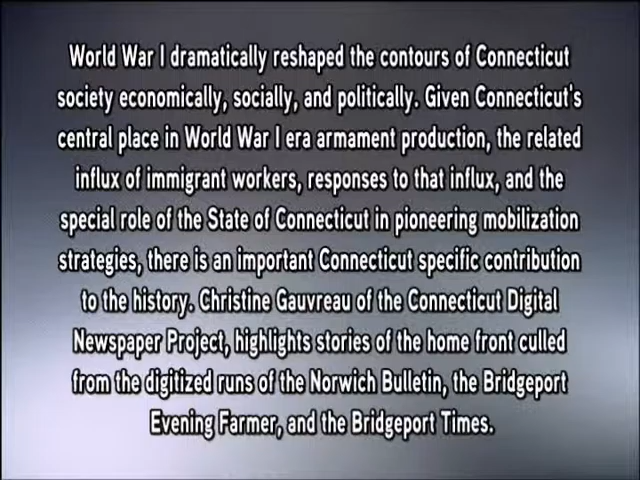 World War I dramatically reshaped the contours of Connecticut
society economically, socially, and politically. Given Connecticut's
central place in World War I era armament production, the related
influx of immigrant workers, responses to that influx, and the
special role of the State of Connecticut in pioneering mobilization
strategies, there is an important Connecticut specific contribution
to the history. Christine Gauvreau of the Connecticut Digital
Newspaper Project, highlights stories of the home front culled
from the digitized runs of the Norwich Bulletin, the Bridgeport
Evening Farmer, and the Bridgeport Times.